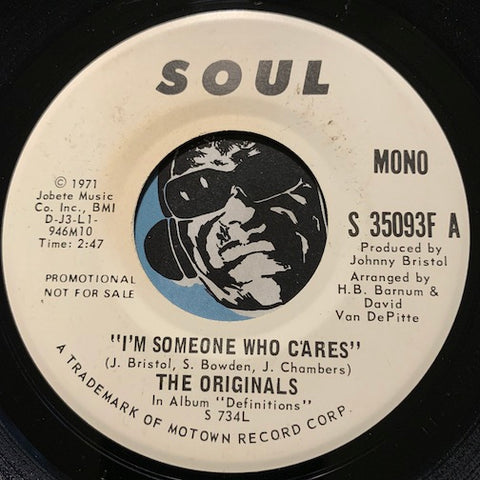 SOUL
MONO
© 1971
Jobete Music
Co. Inc., BMI
D-J3-L1-
946M10
Time: 2:47
S 35093F A
Produced by
Johnny Bristol
Arranged by
H.B. Barnum &
David
Van DePitte
PROMOTIONAL
NOT FOR SALE
"I'M SOMEONE WHO CARES"
(J. Bristol, S. Bowden, J. Chambers)
THE ORIGINALS
In Album "Definitions"
S 734L
A TRADEMARK OF MOTOWN RECORD CORP.